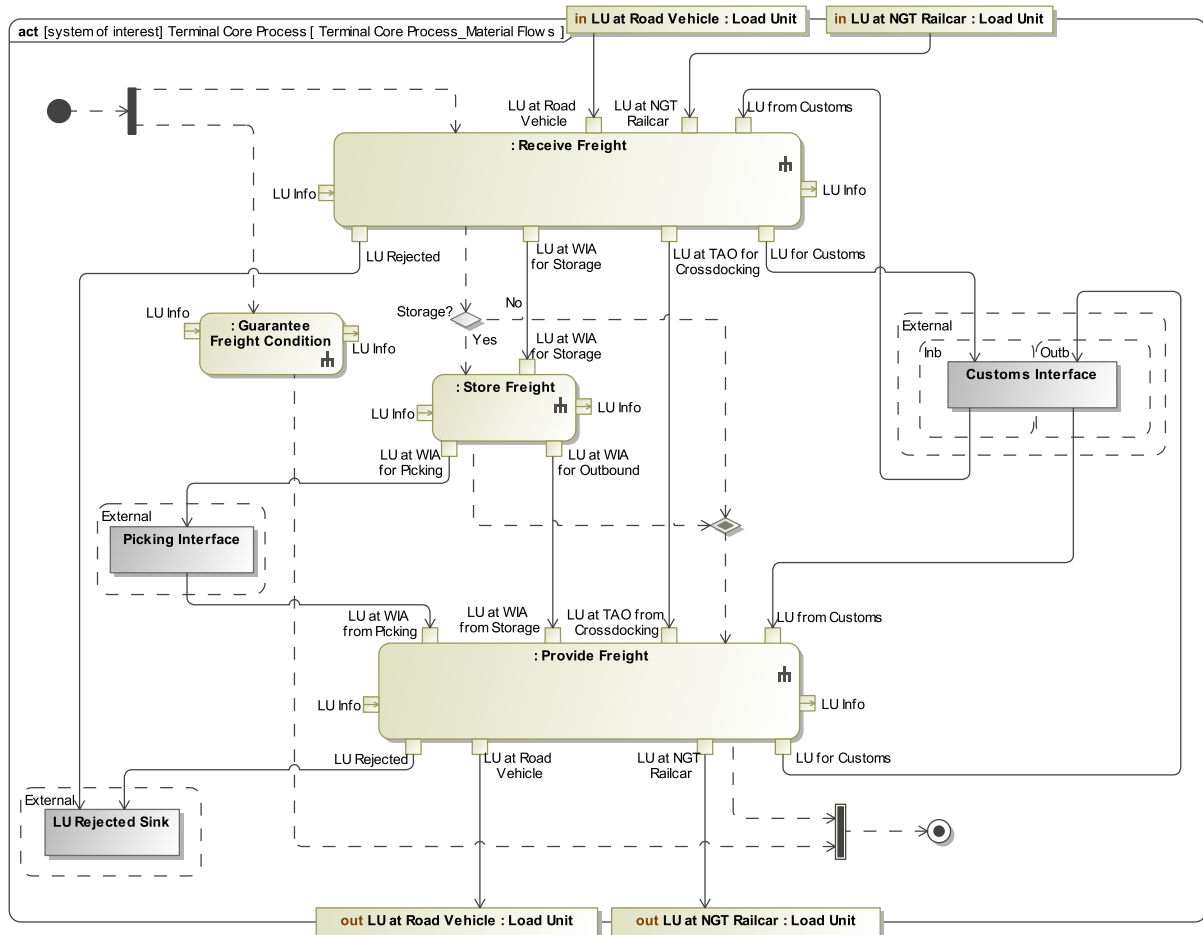 in LU at Road Vehicle : Load Unit
in LU at NGT Railcar : Load Unit
act [system of interest] Terminal Core Process [ Terminal Core Process_Material Flows ]
LU at Road
Vehicle
LU at NGT
Railcar
LU from Customs
: Receive Freight
LU Info
LU Info
LU Rejected
LU at WIA
for Storage
LU at TAO for
Crossdocking
LU for Customs
LU Info
: Guarantee
Freight Condition
LU Info
Storage?
No
Yes
LU at WIA
for Storage
External
Inb
Outb
Customs Interface
: Store Freight
LU Info
LU Info
LU at WIA
for Picking
LU at WIA
for Outbound
External
Picking Interface
LU at WIA
from Picking
LU at WIA
from Storage
LU at TAO from
Crossdocking
LU from Customs
: Provide Freight
LU Info
LU Info
LU Rejected
LU at Road
Vehicle
LU at NGT
Railcar
LU for Customs
External
LU Rejected Sink
out LU at Road Vehicle : Load Unit
out LU at NGT Railcar : Load Unit